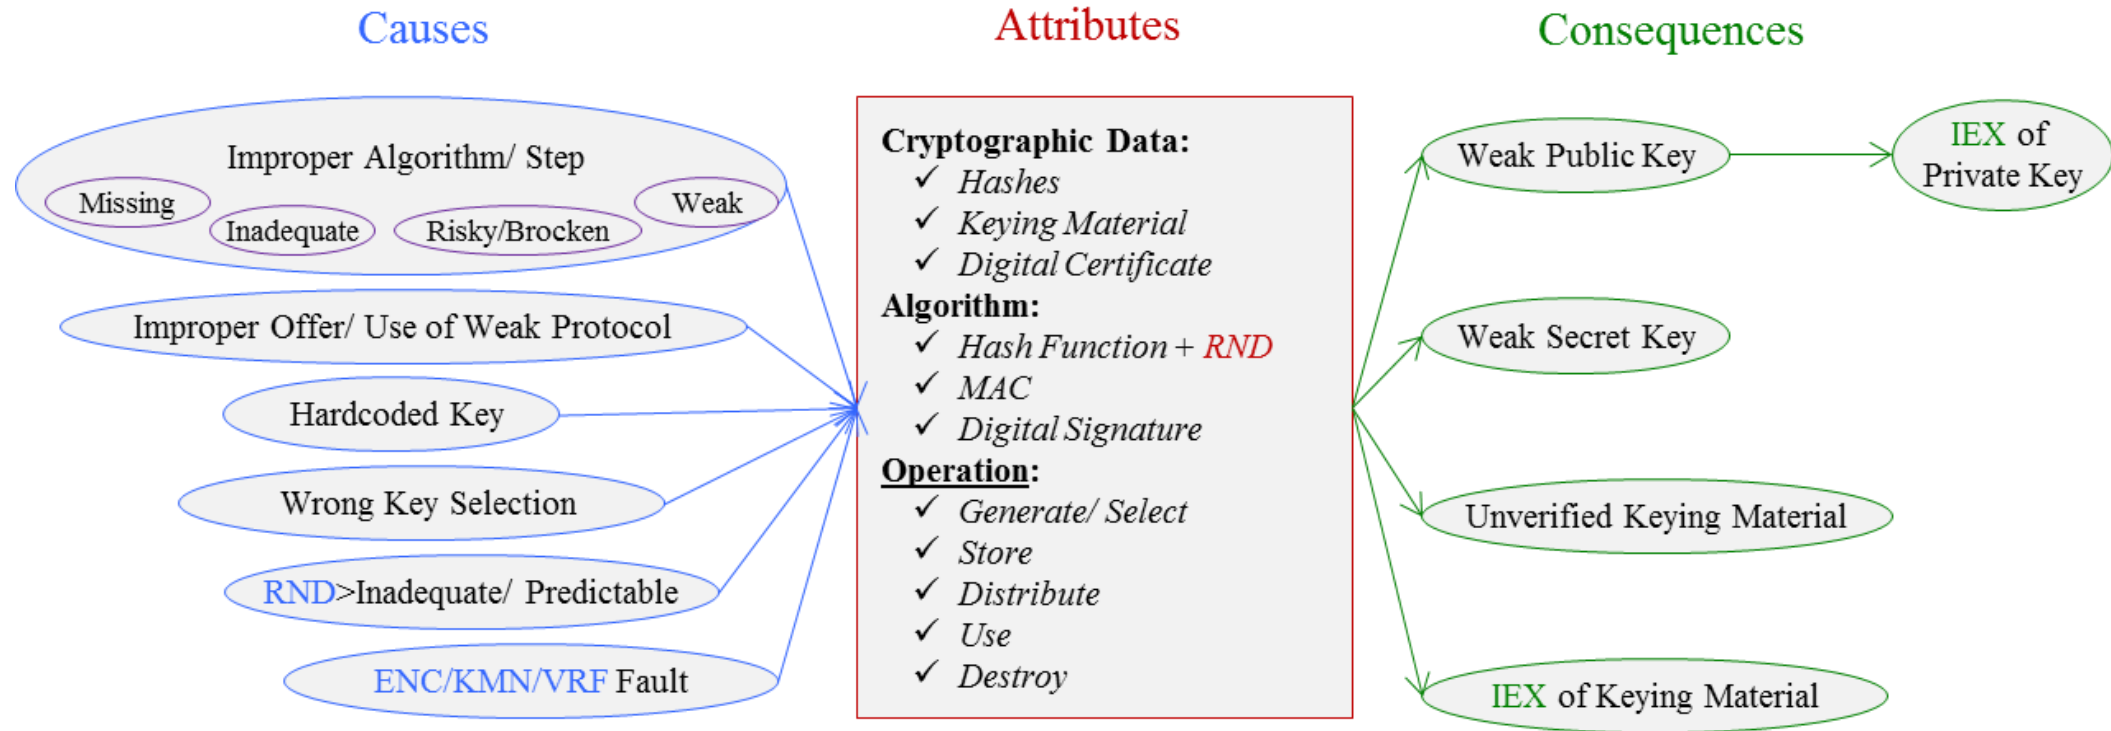 Causes
Attributes
Consequences
Improper Algorithm/ Step
Missing
Inadequate
Risky/Brocken
Weak
Improper Offer/ Use of Weak Protocol
Hardcoded Key
Wrong Key Selection
RND>Inadequate/ Predictable
ENC/KMN/VRF Fault
Cryptographic Data:
✓ Hashes
✓ Keying Material
✓ Digital Certificate
Algorithm:
✓ Hash Function + RND
✓ MAC
✓ Digital Signature
Operation:
✓ Generate/ Select
✓ Store
✓ Distribute
✓ Use
✓ Destroy
Weak Public Key
IEX of
Private Key
Weak Secret Key
Unverified Keying Material
IEX of Keying Material